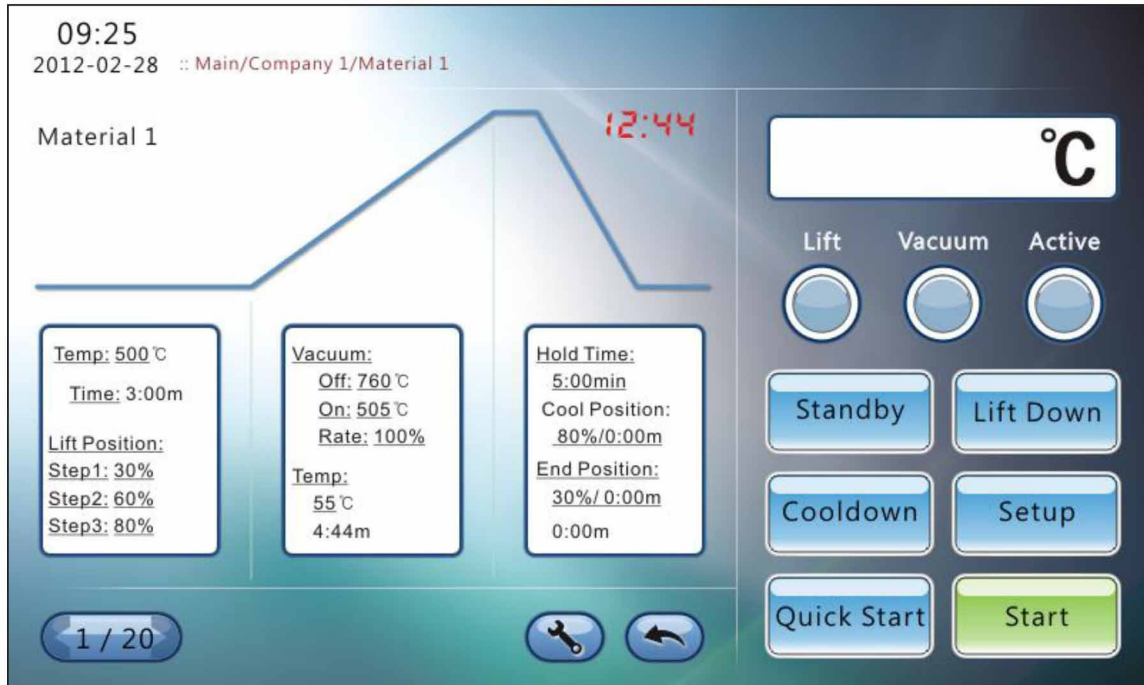 09:25
2012-02-28 :: Main/Company 1/Material 1
Material 1
12:44
℃
Lift Vacuum Active
Temp: 500℃
Time: 3:00m
Lift Position:
Step1: 30%
Step2: 60%
Step3: 80%
Vacuum:
Off: 760℃
On: 505℃
Rate: 100%
Temp:
55℃
4:44m
Hold Time:
5:00min
Cool Position:
80%/0:00m
End Position:
30%/ 0:00m
0:00m
Standby
Lift Down
Cooldown
Setup
Quick Start
Start
1 / 20